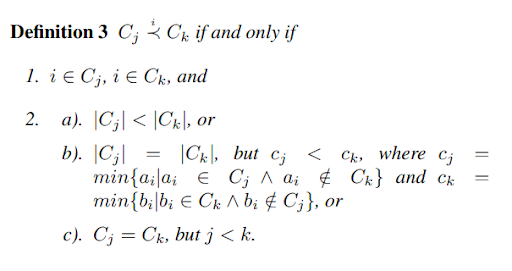 Definition 3 C_j ≺^i C_k if and only if
1. i ∈ C_j, i ∈ C_k, and
2. a). |C_j| < |C_k|, or
b). |C_j| = |C_k|, but c_j < c_k, where c_j =
min{a_i|a_i ∈ C_j ∧ a_i ∉ C_k} and c_k =
min{b_i|b_i ∈ C_k ∧ b_i ∉ C_j}, or
c). C_j = C_k, but j < k.